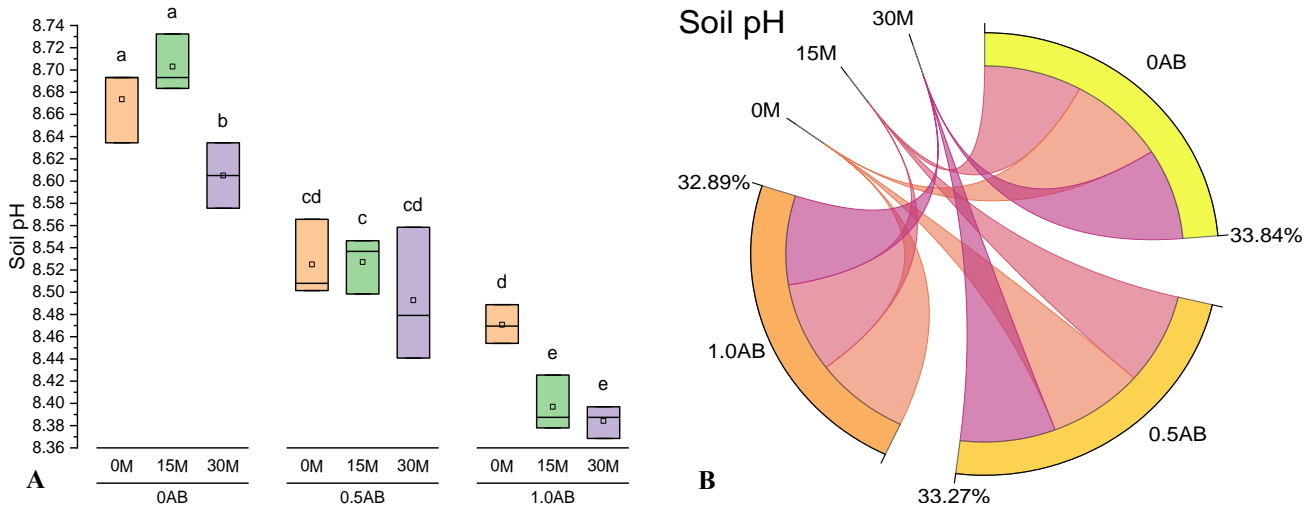 Soil pH
8.74
8.72
8.70
8.68
8.66
8.64
8.62
8.60
8.58
8.56
8.54
8.52
8.50
8.48
8.46
8.44
8.42
8.40
8.38
8.36
a
a
b
cd
c
cd
d
e
e
0M 15M 30M 0M 15M 30M 0M 15M 30M
0AB 0.5AB 1.0AB
A
Soil pH
30M
15M
0M
0AB
32.89%
33.84%
1.0AB
0.5AB
33.27%
B